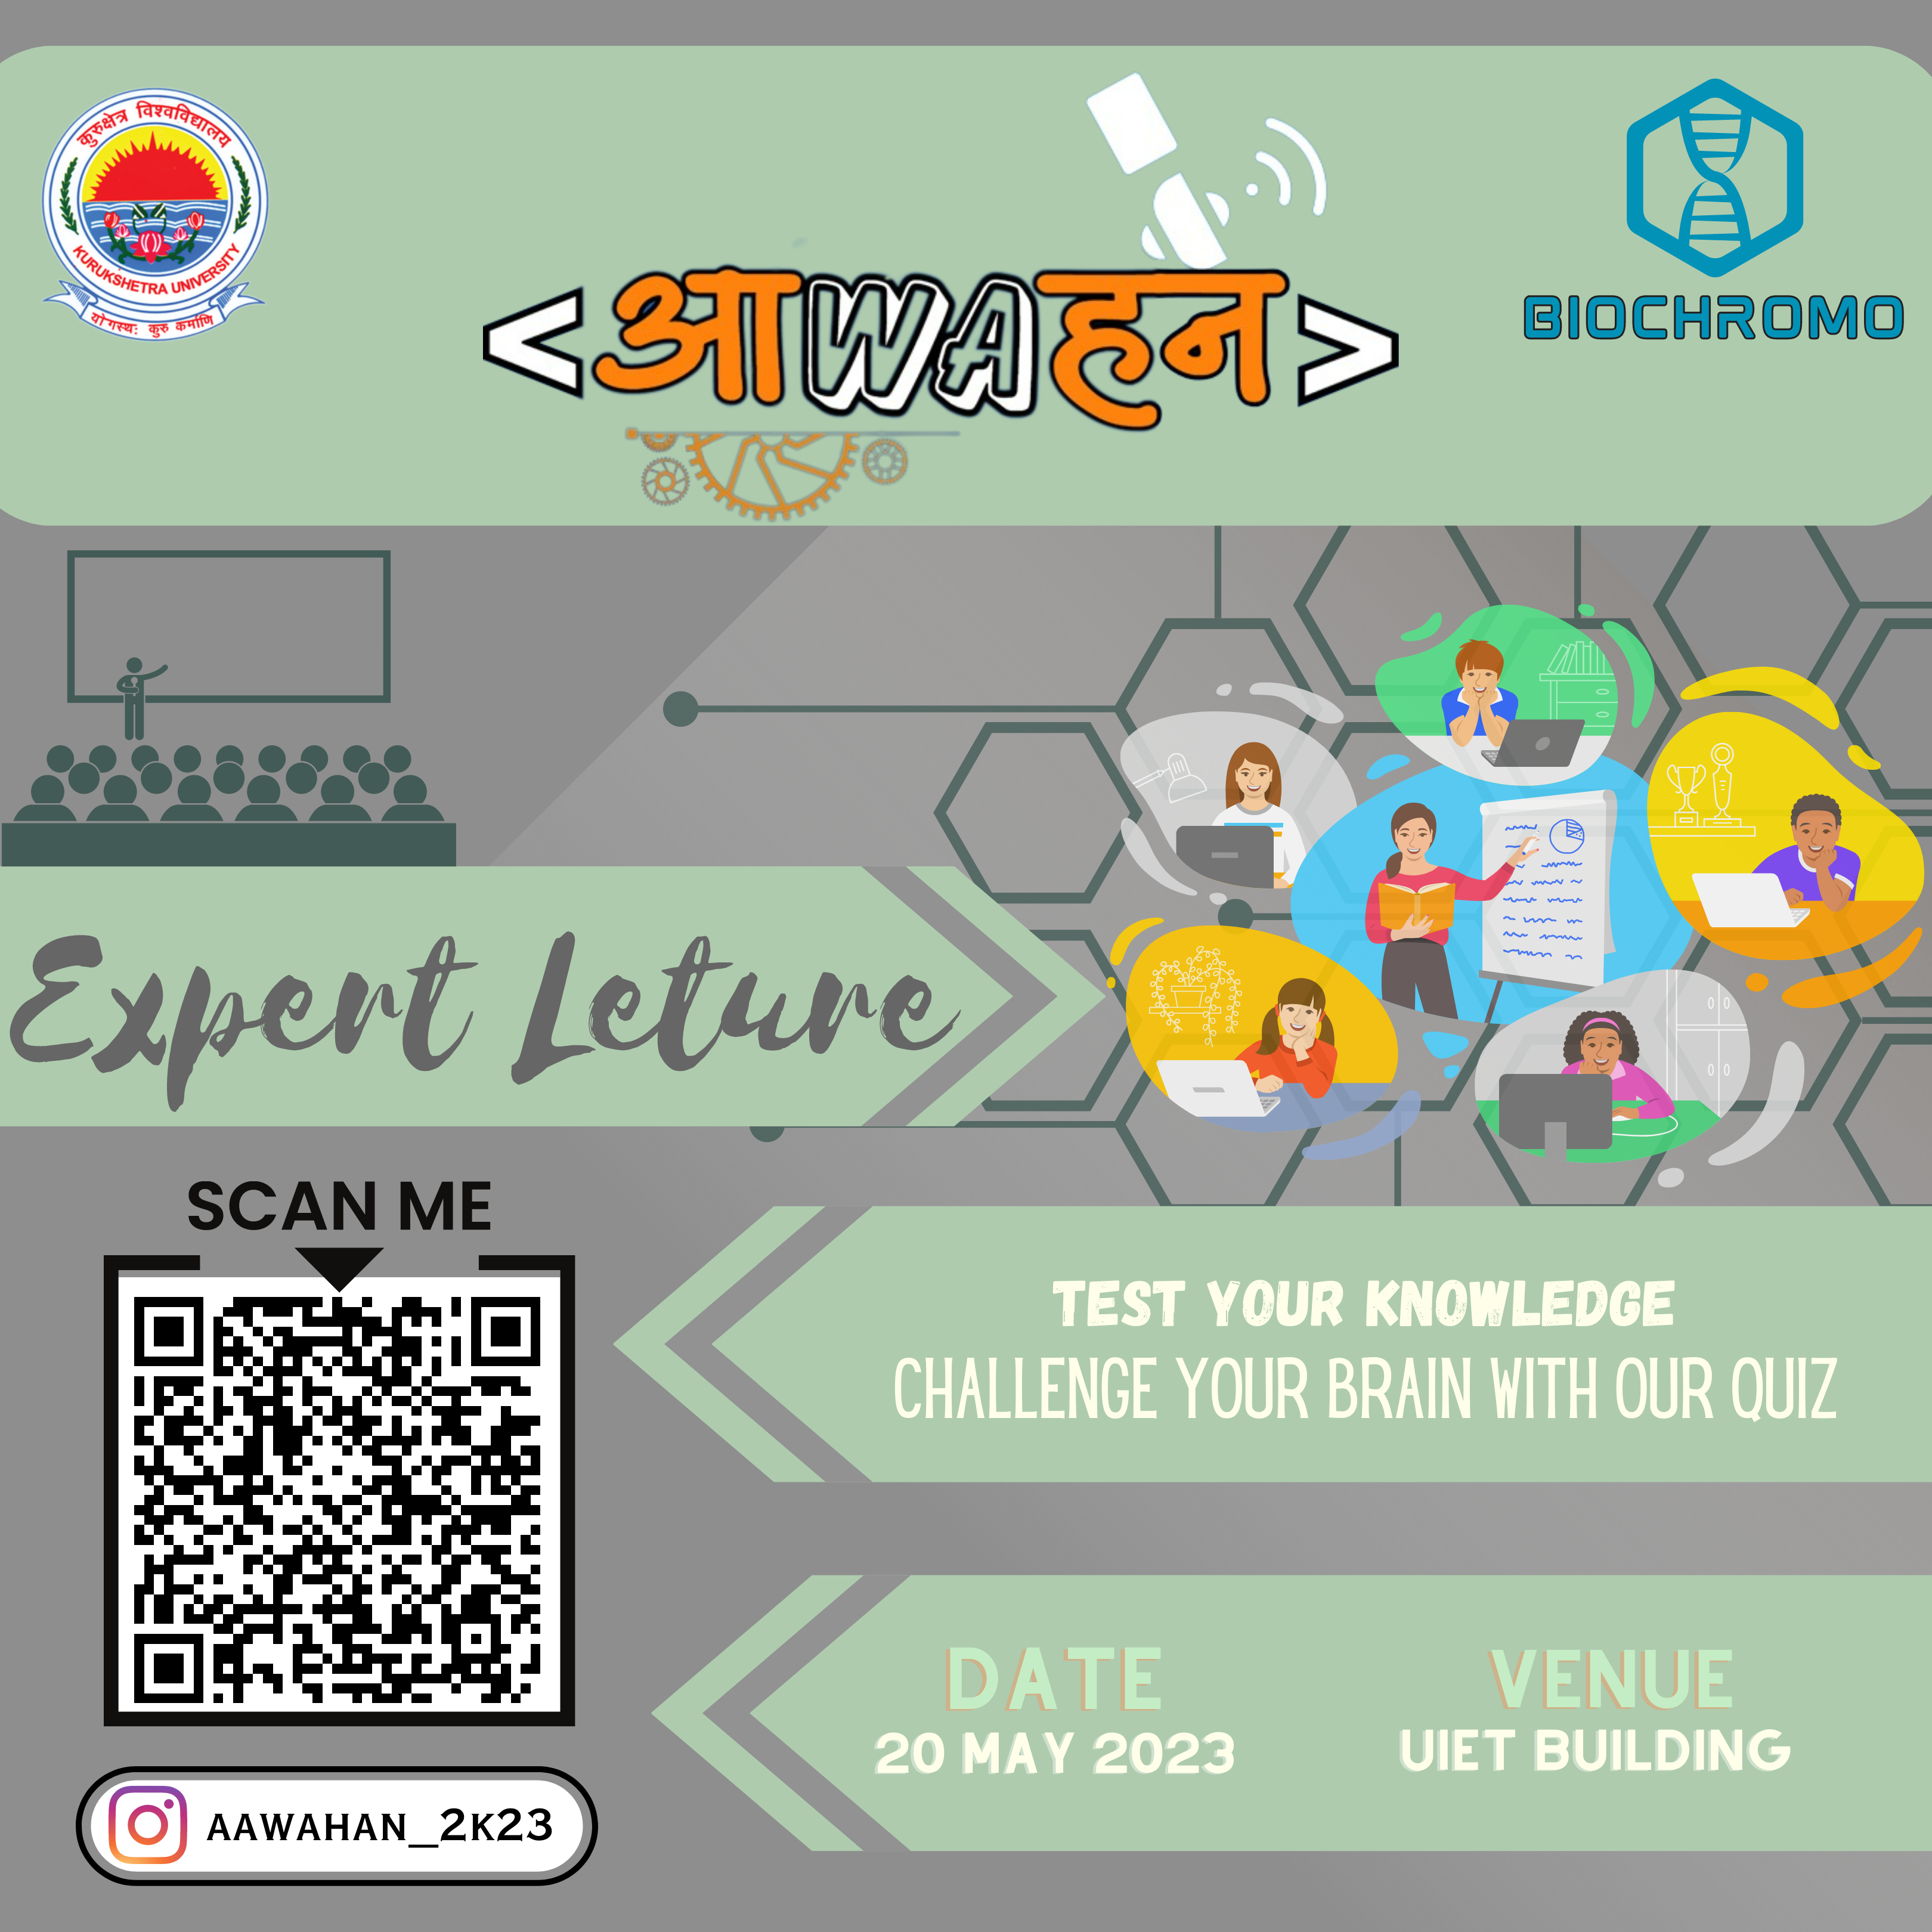 कुरुक्षेत्र विश्वविद्यालय
KURUKSHETRA UNIVERSITY
योगस्थः कुरु कर्माणि
<आWAहन>
BIOCHROMO
Expert Leture
SCAN ME
TEST YOUR KNOWLEDGE
CHALLENGE YOUR BRAIN WITH OUR QUIZ
DATE
20 MAY 2023
VENUE
UIET BUILDING
AAWAHAN_2K23